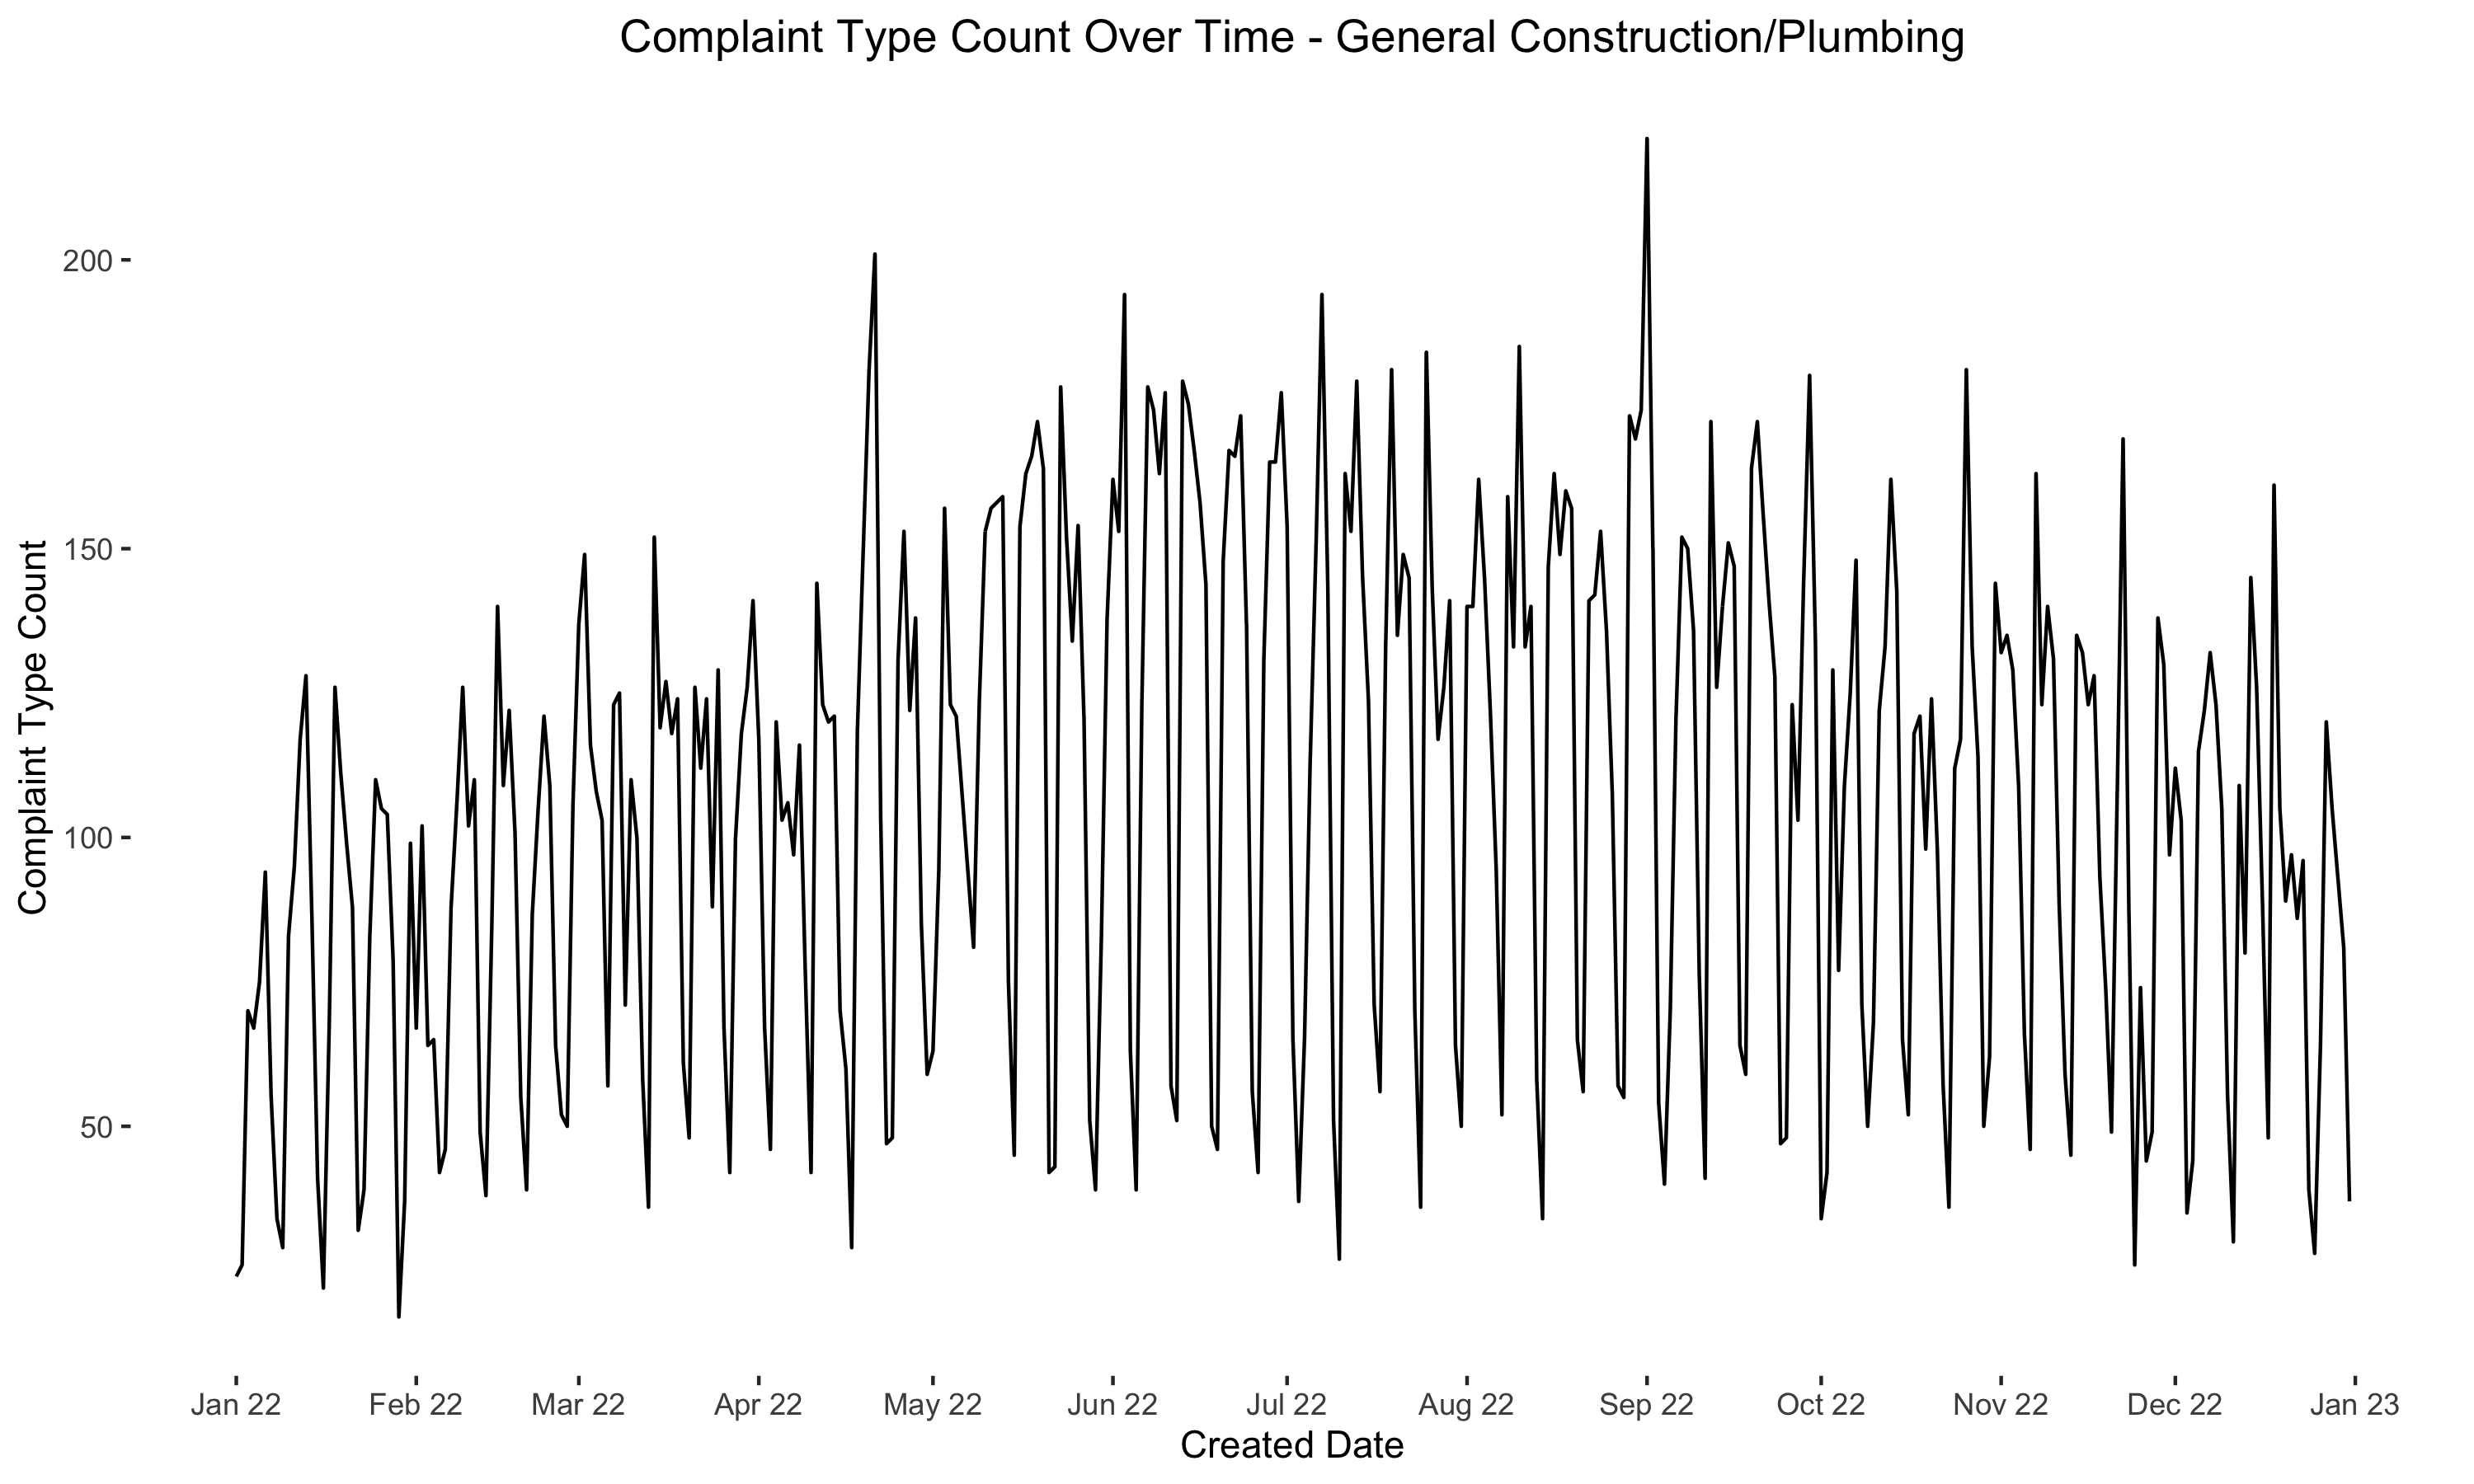 Complaint Type Count Over Time - General Construction/Plumbing
Complaint Type Count
200
150
100
50
Jan 22 Feb 22 Mar 22 Apr 22 May 22 Jun 22 Jul 22 Aug 22 Sep 22 Oct 22 Nov 22 Dec 22 Jan 23
Created Date